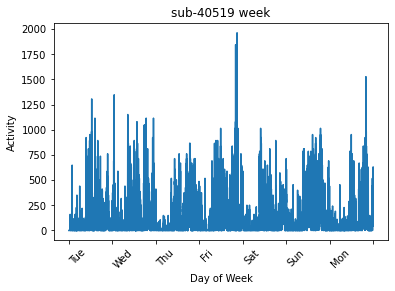 sub-40519 week
2000
1750
1500
1250
1000
750
500
250
0
Activity
Tue
Wed
Thu
Fri
Sat
Sun
Mon
Day of Week